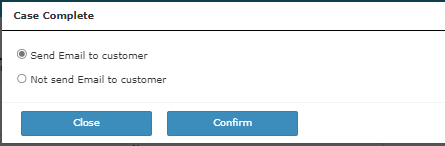 Case Complete
Send Email to customer
Not send Email to customer
Close Confirm